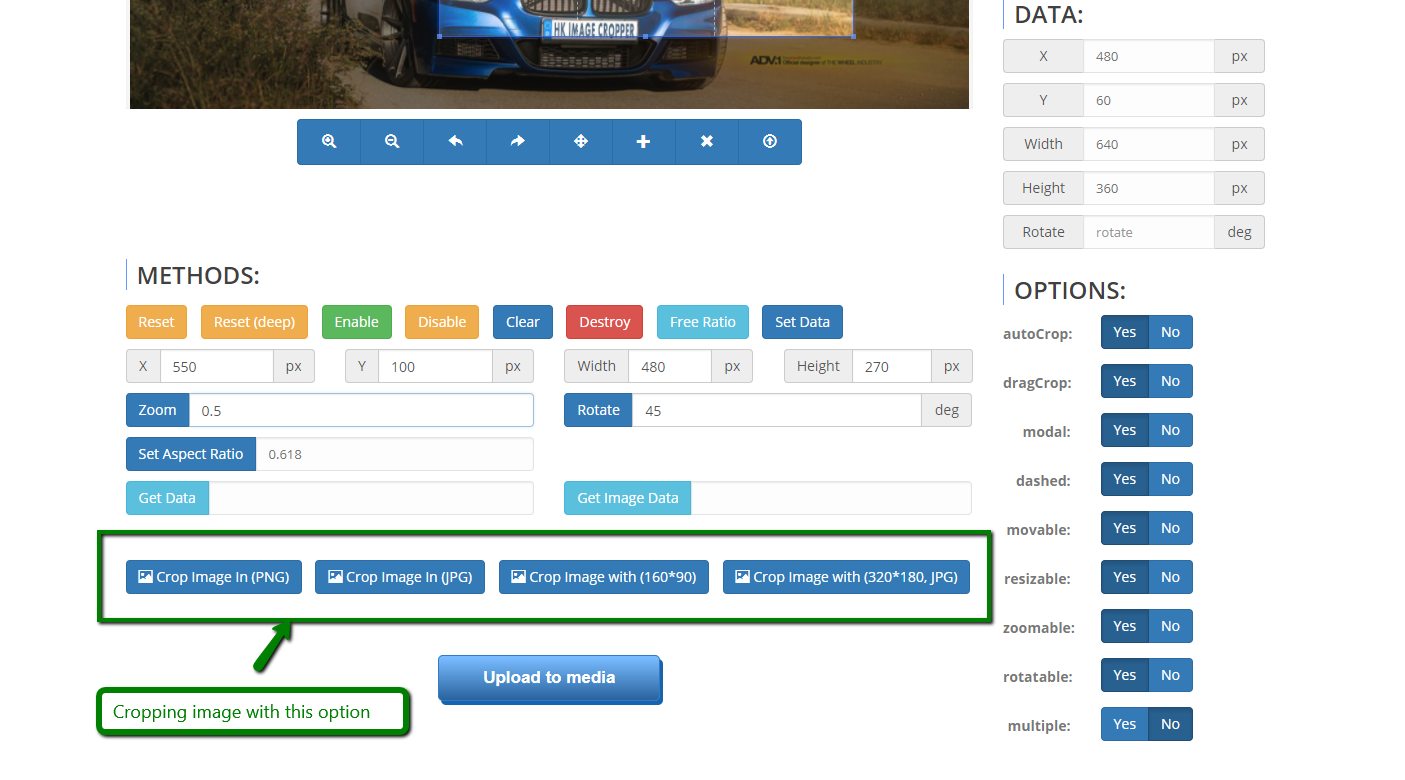 HK IMAGE CROPPER
ADV.1
THE WHEEL INDUSTRY
DATA:
X 480 px
Y 60 px
Width 640 px
Height 360 px
Rotate rotate deg
METHODS:
Reset Reset (deep) Enable Disable Clear Destroy Free Ratio Set Data
X 550 px Y 100 px Width 480 px Height 270 px
Zoom 0.5 Rotate 45 deg
Set Aspect Ratio 0.618
Get Data Get Image Data
Crop Image In (PNG) Crop Image In (JPG) Crop Image with (160*90) Crop Image with (320*180, JPG)
Upload to media
Cropping image with this option
OPTIONS:
autoCrop: Yes No
dragCrop: Yes No
modal: Yes No
dashed: Yes No
movable: Yes No
resizable: Yes No
zoomable: Yes No
rotatable: Yes No
multiple: Yes No